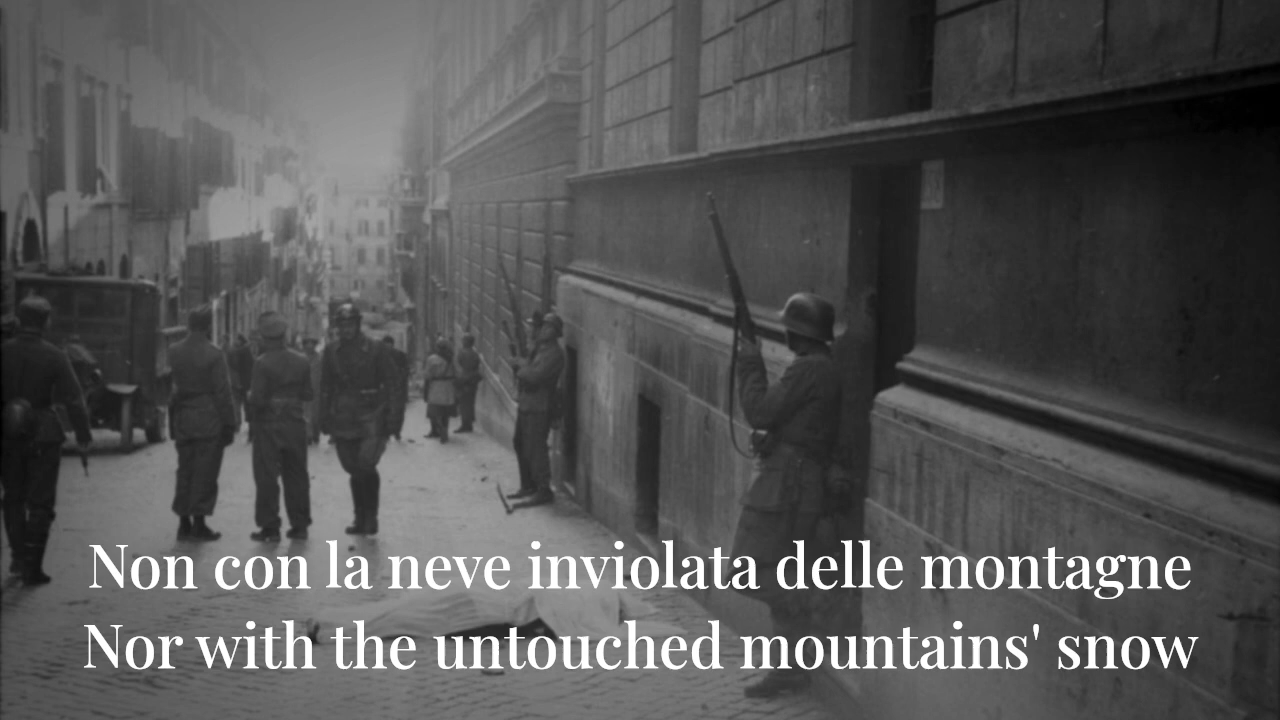 Non con la neve inviolata delle montagne
Nor with the untouched mountains' snow